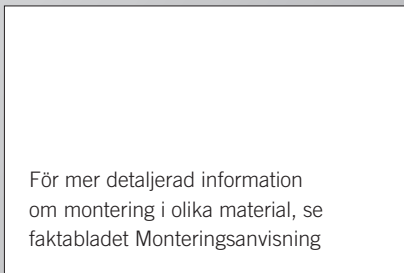 För mer detaljerad information
om montering i olika material, se
faktabladet Monteringsanvisning